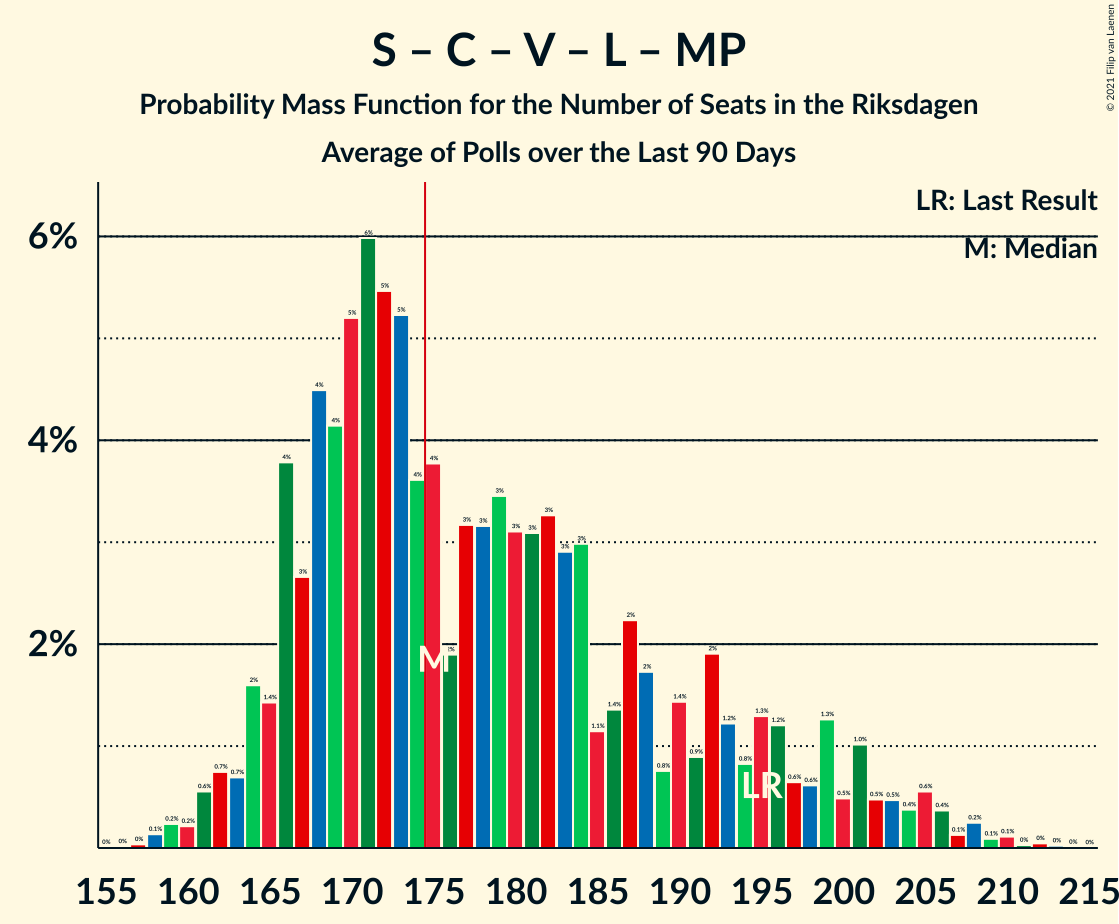 S – C – V – L – MP
Probability Mass Function for the Number of Seats in the Riksdagen
Average of Polls over the Last 90 Days
© 2021 Filip van Laenen
LR: Last Result
M: Median
6%
4%
2%
0% 0% 0% 0.1% 0.2% 0.2% 0.6% 0.7% 0.7% 2% 1.4% 4% 3% 4% 4% 5% 6% 5% 5% 4% 4% 2% 3% 3% 3% 3% 3% 3% 3% 3% 1.1% 1.4% 2% 2% 0.8% 1.4% 0.9% 2% 1.2% 0.8% 1.3% 1.2% 0.6% 0.6% 1.3% 0.5% 1.0% 0.5% 0.5% 0.4% 0.6% 0.4% 0.1% 0.2% 0.1% 0.1% 0% 0% 0% 0% 0%
M
LR
155 160 165 170 175 180 185 190 195 200 205 210 215